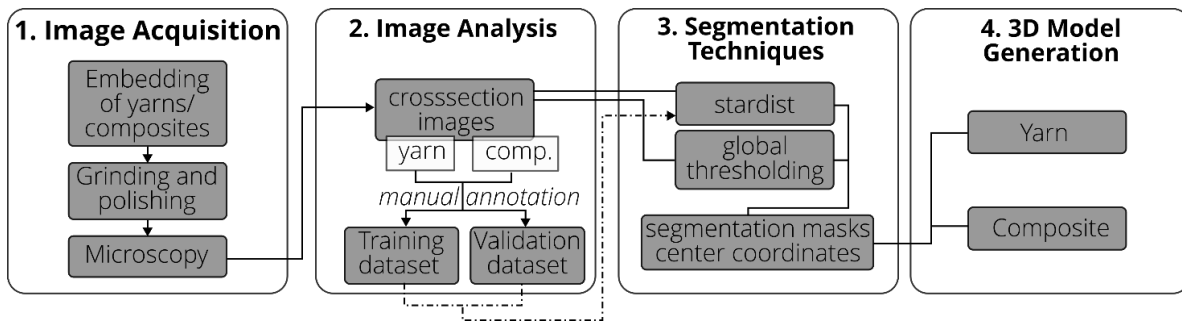 1. Image Acquisition
Embedding
of yarns/
composites
Grinding and
polishing
Microscopy
2. Image Analysis
crosssection
images
yarn
comp.
manual annotation
Training
dataset
Validation
dataset
3. Segmentation
Techniques
stardist
global
thresholding
segmentation masks
center coordinates
4. 3D Model
Generation
Yarn
Composite